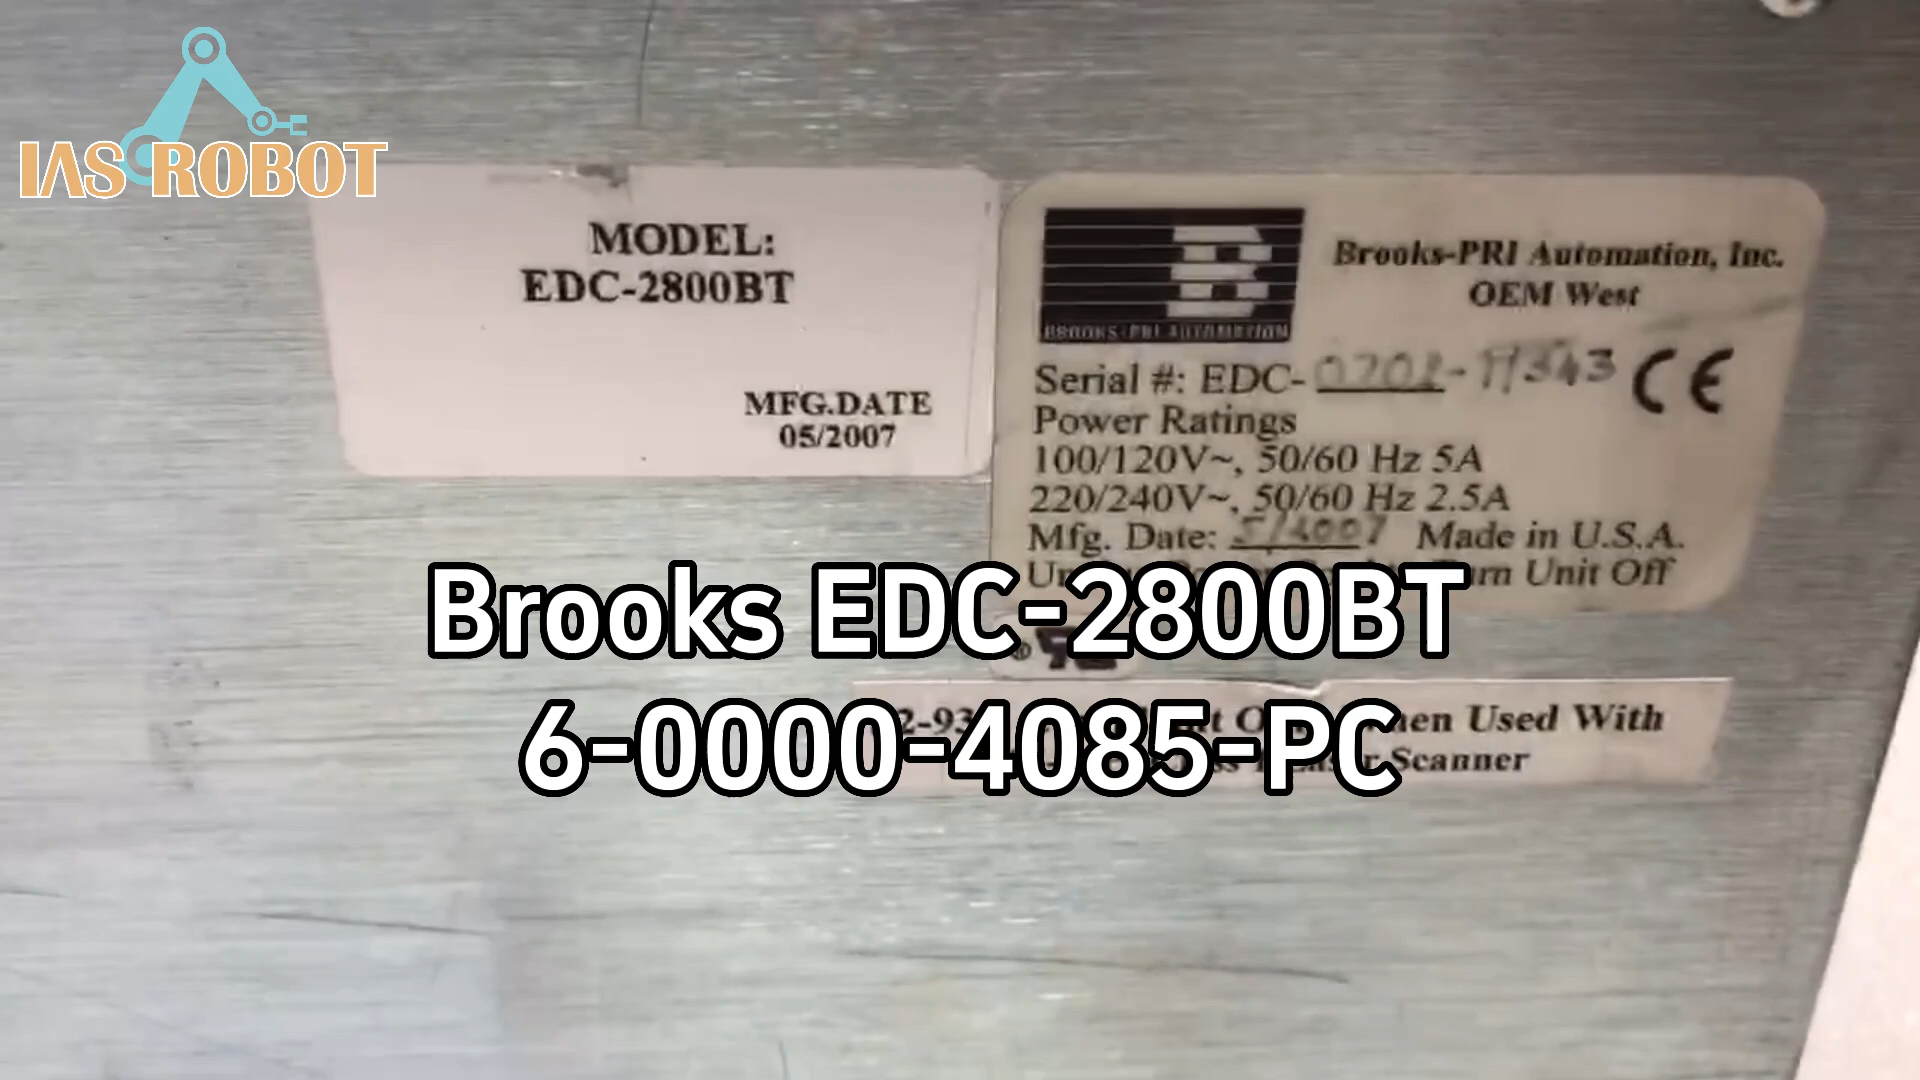 IAS ROBOT
MODEL:
EDC-2800BT
MFG.DATE
05/2007
BROOKS-PRI AUTOMATION
Brooks-PRI Automation, Inc.
OEM West
Serial #: EDC-
CE
Power Ratings
100/120V~, 50/60 Hz 5A
220/240V~, 50/60 Hz 2.5A
Mfg. Date: Made in U.S.A.
Turn Unit Off
Brooks EDC-2800BT
When Used With
Scanner
6-0000-4085-PC